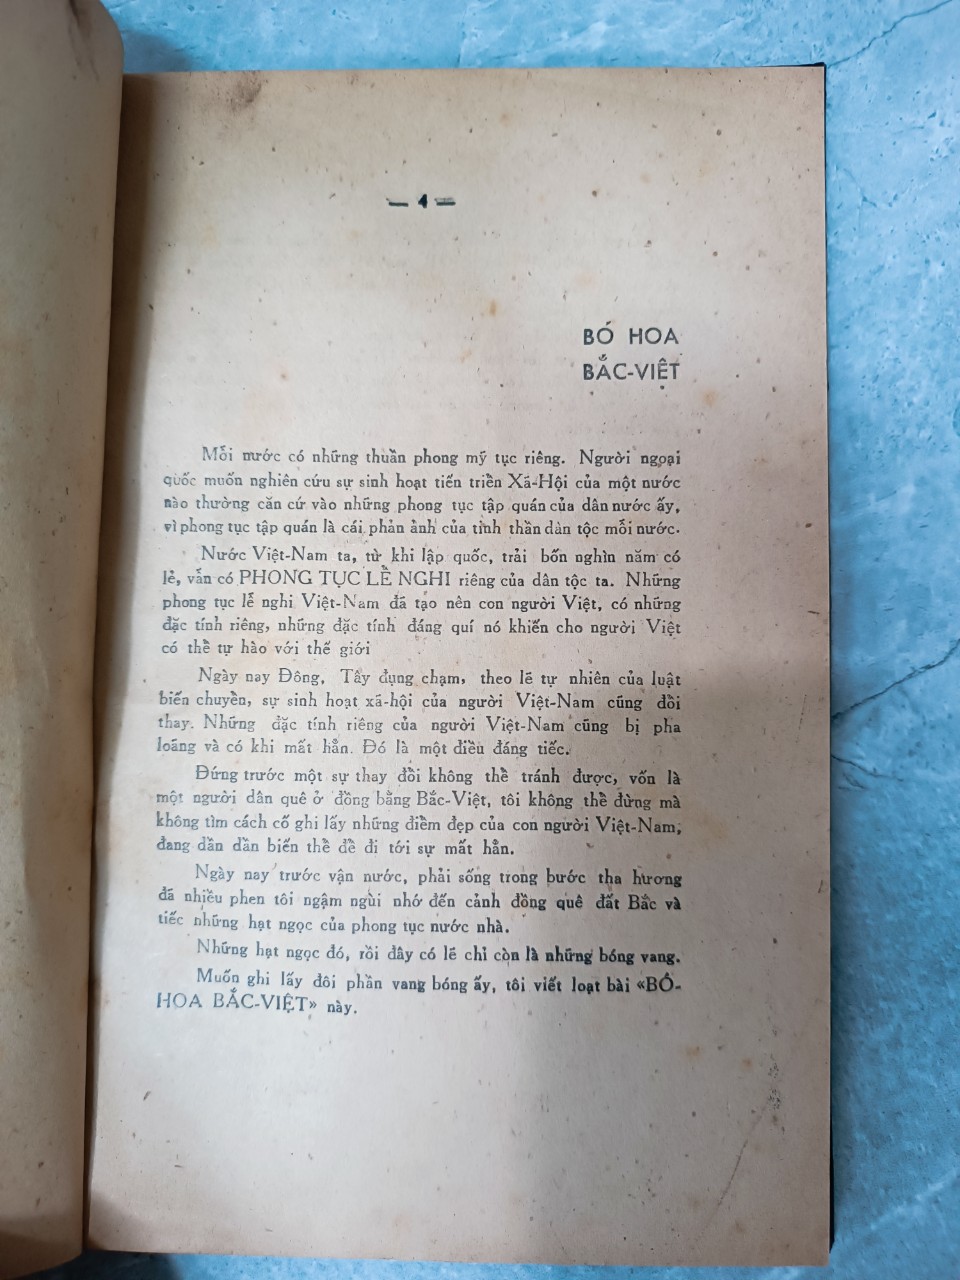 — 4 —
BÓ HOA
BẮC-VIỆT
Mỗi nước có những thuần phong mỹ tục riêng. Người ngoại
quốc muốn nghiên cứu sự sinh hoạt tiến triển Xã-Hội của một nước
nào thường căn cứ vào những phong tục tập quán của dân nước ấy,
vì phong tục tập quán là cái phản ảnh của tinh thần dân tộc mỗi nước.
Nước Việt-Nam ta, từ khi lập quốc, trải bốn nghìn năm có
lẻ, vẫn có PHONG TỤC LỄ NGHI riêng của dân tộc ta. Những
phong tục lễ nghi Việt-Nam đã tạo nên con người Việt, có những
đặc tính riêng, những đặc tính đáng quí nó khiến cho người Việt
có thể tự hào với thế giới
Ngày nay Đông, Tây đụng chạm, theo lẽ tự nhiên của luật
biến chuyển, sự sinh hoạt xã-hội của người Việt-Nam cũng đổi
thay. Những đặc tính riêng của người Việt-Nam cũng bị pha
loãng và có khi mất hẳn. Đó là một điều đáng tiếc.
Đứng trước một sự thay đổi không thể tránh được, vốn là
một người dân quê ở đồng bằng Bắc-Việt, tôi không thể đừng mà
không tìm cách cố ghi lấy những điểm đẹp của con người Việt-Nam,
đang dần dần biến thể để đi tới sự mất hẳn.
Ngày nay trước vận nước, phải sống trong bước tha hương
đã nhiều phen tôi ngậm ngùi nhớ đến cảnh đồng quê đất Bắc và
tiếc những hạt ngọc của phong tục nước nhà.
Những hạt ngọc đó, rồi đây có lẽ chỉ còn là những bóng vang.
Muốn ghi lấy đôi phần vang bóng ấy, tôi viết loạt bài «BÓ-
HOA BẮC-VIỆT» này.